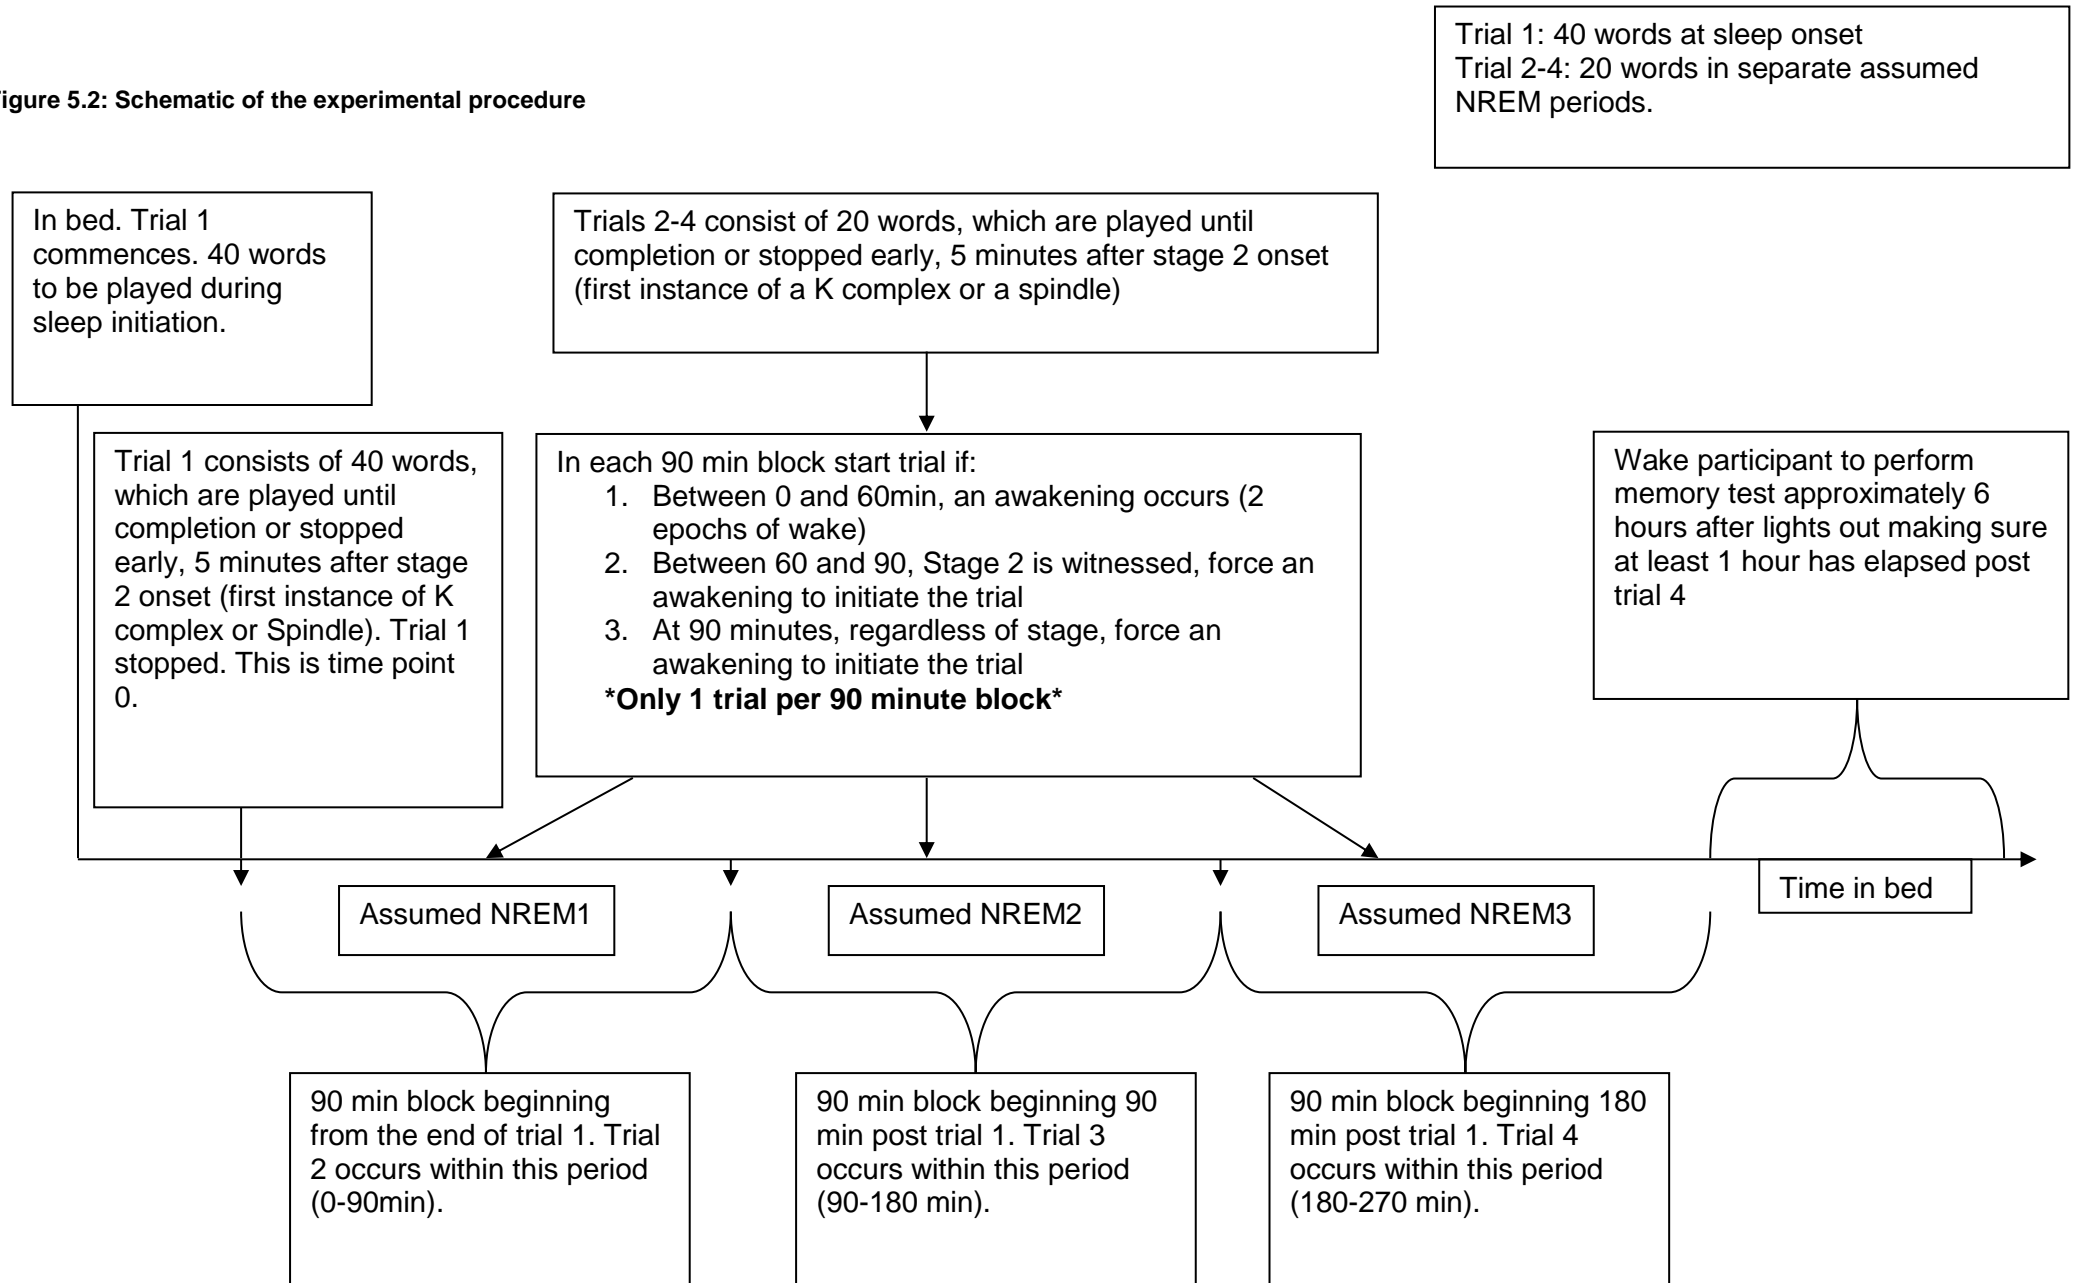 Trial 1: 40 words at sleep onset
Trial 2-4: 20 words in separate assumed
NREM periods.
igure 5.2: Schematic of the experimental procedure
In bed. Trial 1
commences. 40 words
to be played during
sleep initiation.
Trials 2-4 consist of 20 words, which are played until
completion or stopped early, 5 minutes after stage 2 onset
(first instance of a K complex or a spindle)
Trial 1 consists of 40 words,
which are played until
completion or stopped
early, 5 minutes after stage
2 onset (first instance of K
complex or Spindle). Trial 1
stopped. This is time point
0.
In each 90 min block start trial if:
1. Between 0 and 60min, an awakening occurs (2
epochs of wake)
2. Between 60 and 90, Stage 2 is witnessed, force an
awakening to initiate the trial
3. At 90 minutes, regardless of stage, force an
awakening to initiate the trial
*Only 1 trial per 90 minute block*
Wake participant to perform
memory test approximately 6
hours after lights out making sure
at least 1 hour has elapsed post
trial 4
Time in bed
Assumed NREM1
Assumed NREM2
Assumed NREM3
90 min block beginning
from the end of trial 1. Trial
2 occurs within this period
(0-90min).
90 min block beginning 90
min post trial 1. Trial 3
occurs within this period
(90-180 min).
90 min block beginning 180
min post trial 1. Trial 4
occurs within this period
(180-270 min).